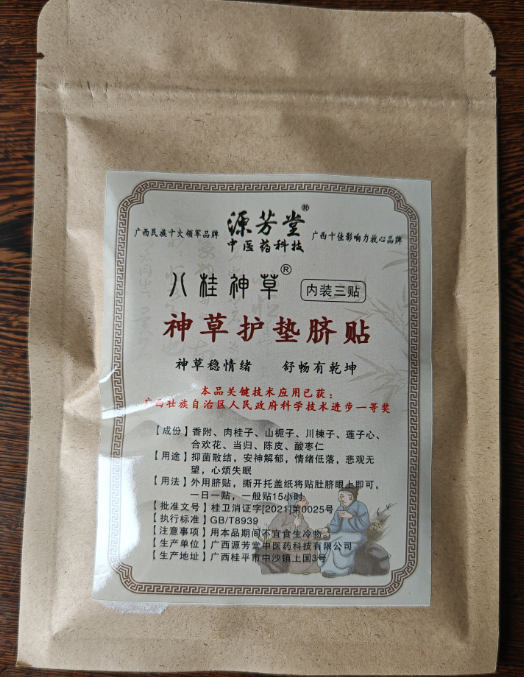 源芳堂®
广西民族十大领军品牌
中医药科技
广西十佳影响力放心品牌
八桂神草®
内装三贴
神草护垫脐贴
神草稳情绪 舒畅有乾坤
本品关键技术应用已获:
广西壮族自治区人民政府科学技术进步一等奖
【成份】香附、肉桂子、山栀子、川楝子、莲子心、
合欢花、当归、陈皮、酸枣仁
【用途】抑菌散结,安神解郁,情绪低落,悲观无
望,心烦失眠
【用法】外用脐贴,撕开托盖纸将贴肚脐眼上即可。
一日一贴,一般贴15小时
【批准文号】桂卫消证字[2021]第0025号
【执行标准】GB/T8939
【注意事项】用本品期间不宜食生冷物
【生产单位】广西源芳堂中医药科技有限公司
【生产地址】广西桂平市中沙镇上国3号